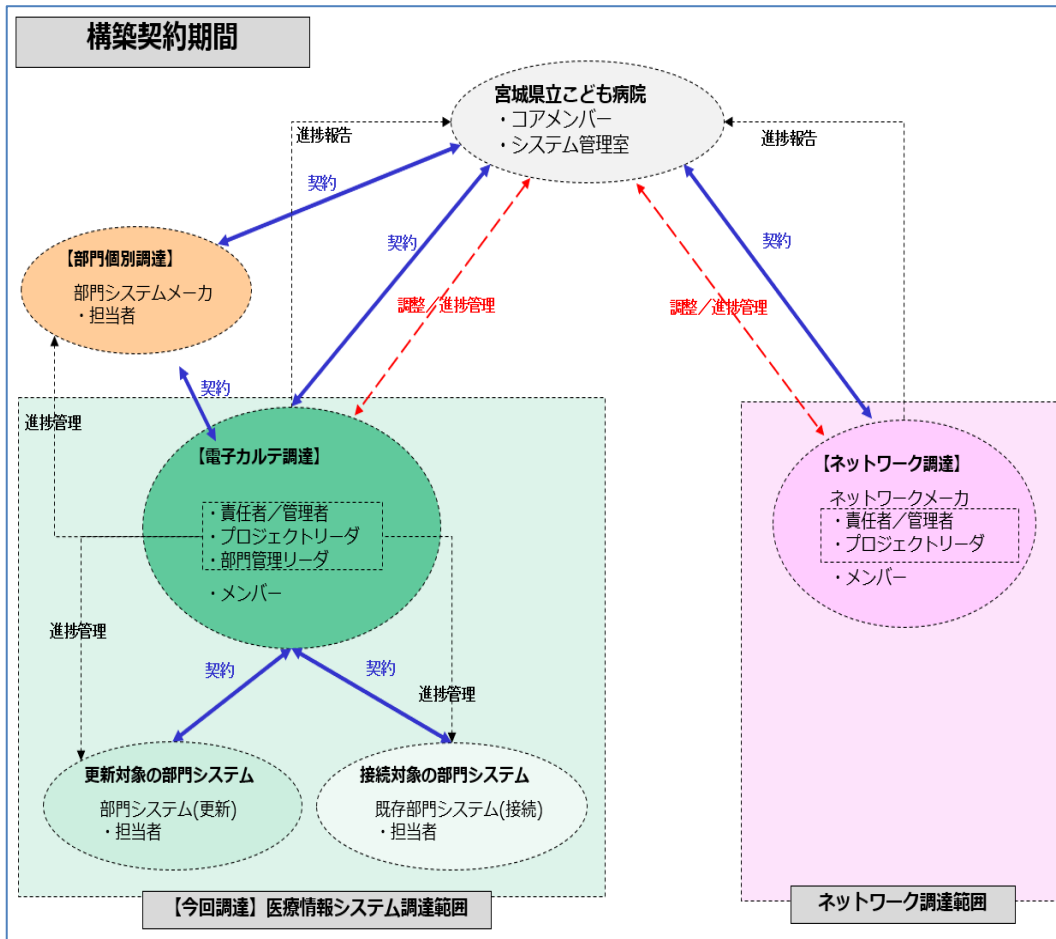 構築契約期間
宮城県立こども病院
・コアメンバー
・システム管理室
進捗報告
進捗報告
契約
契約
契約
【部門個別調達】
部門システムメーカ
・担当者
調整／進捗管理
調整／進捗管理
契約
進捗管理
【電子カルテ調達】
・責任者／管理者
・プロジェクトリーダ
・部門管理リーダ
・メンバー
【ネットワーク調達】
ネットワークメーカ
・責任者／管理者
・プロジェクトリーダ
・メンバー
進捗管理
契約
契約
進捗管理
更新対象の部門システム
部門システム(更新)
・担当者
接続対象の部門システム
既存部門システム(接続)
・担当者
【今回調達】医療情報システム調達範囲
ネットワーク調達範囲